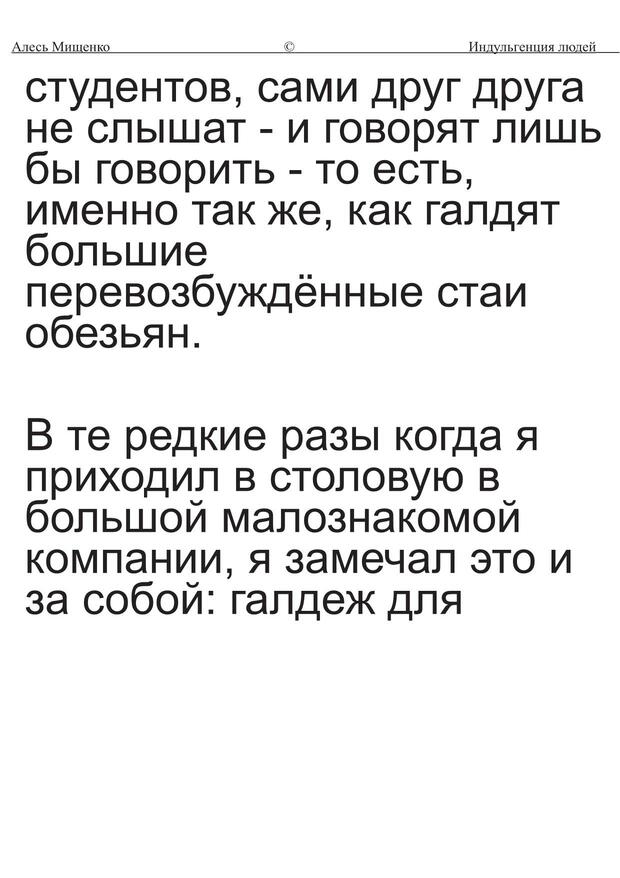 Алесь Мищенко © Индульгенция людей
студентов, сами друг друга
не слышат - и говорят лишь
бы говорить - то есть,
именно так же, как галдят
большие
перевозбуждённые стаи
обезьян.
В те редкие разы когда я
приходил в столовую в
большой малознакомой
компании, я замечал это и
за собой: галдеж для